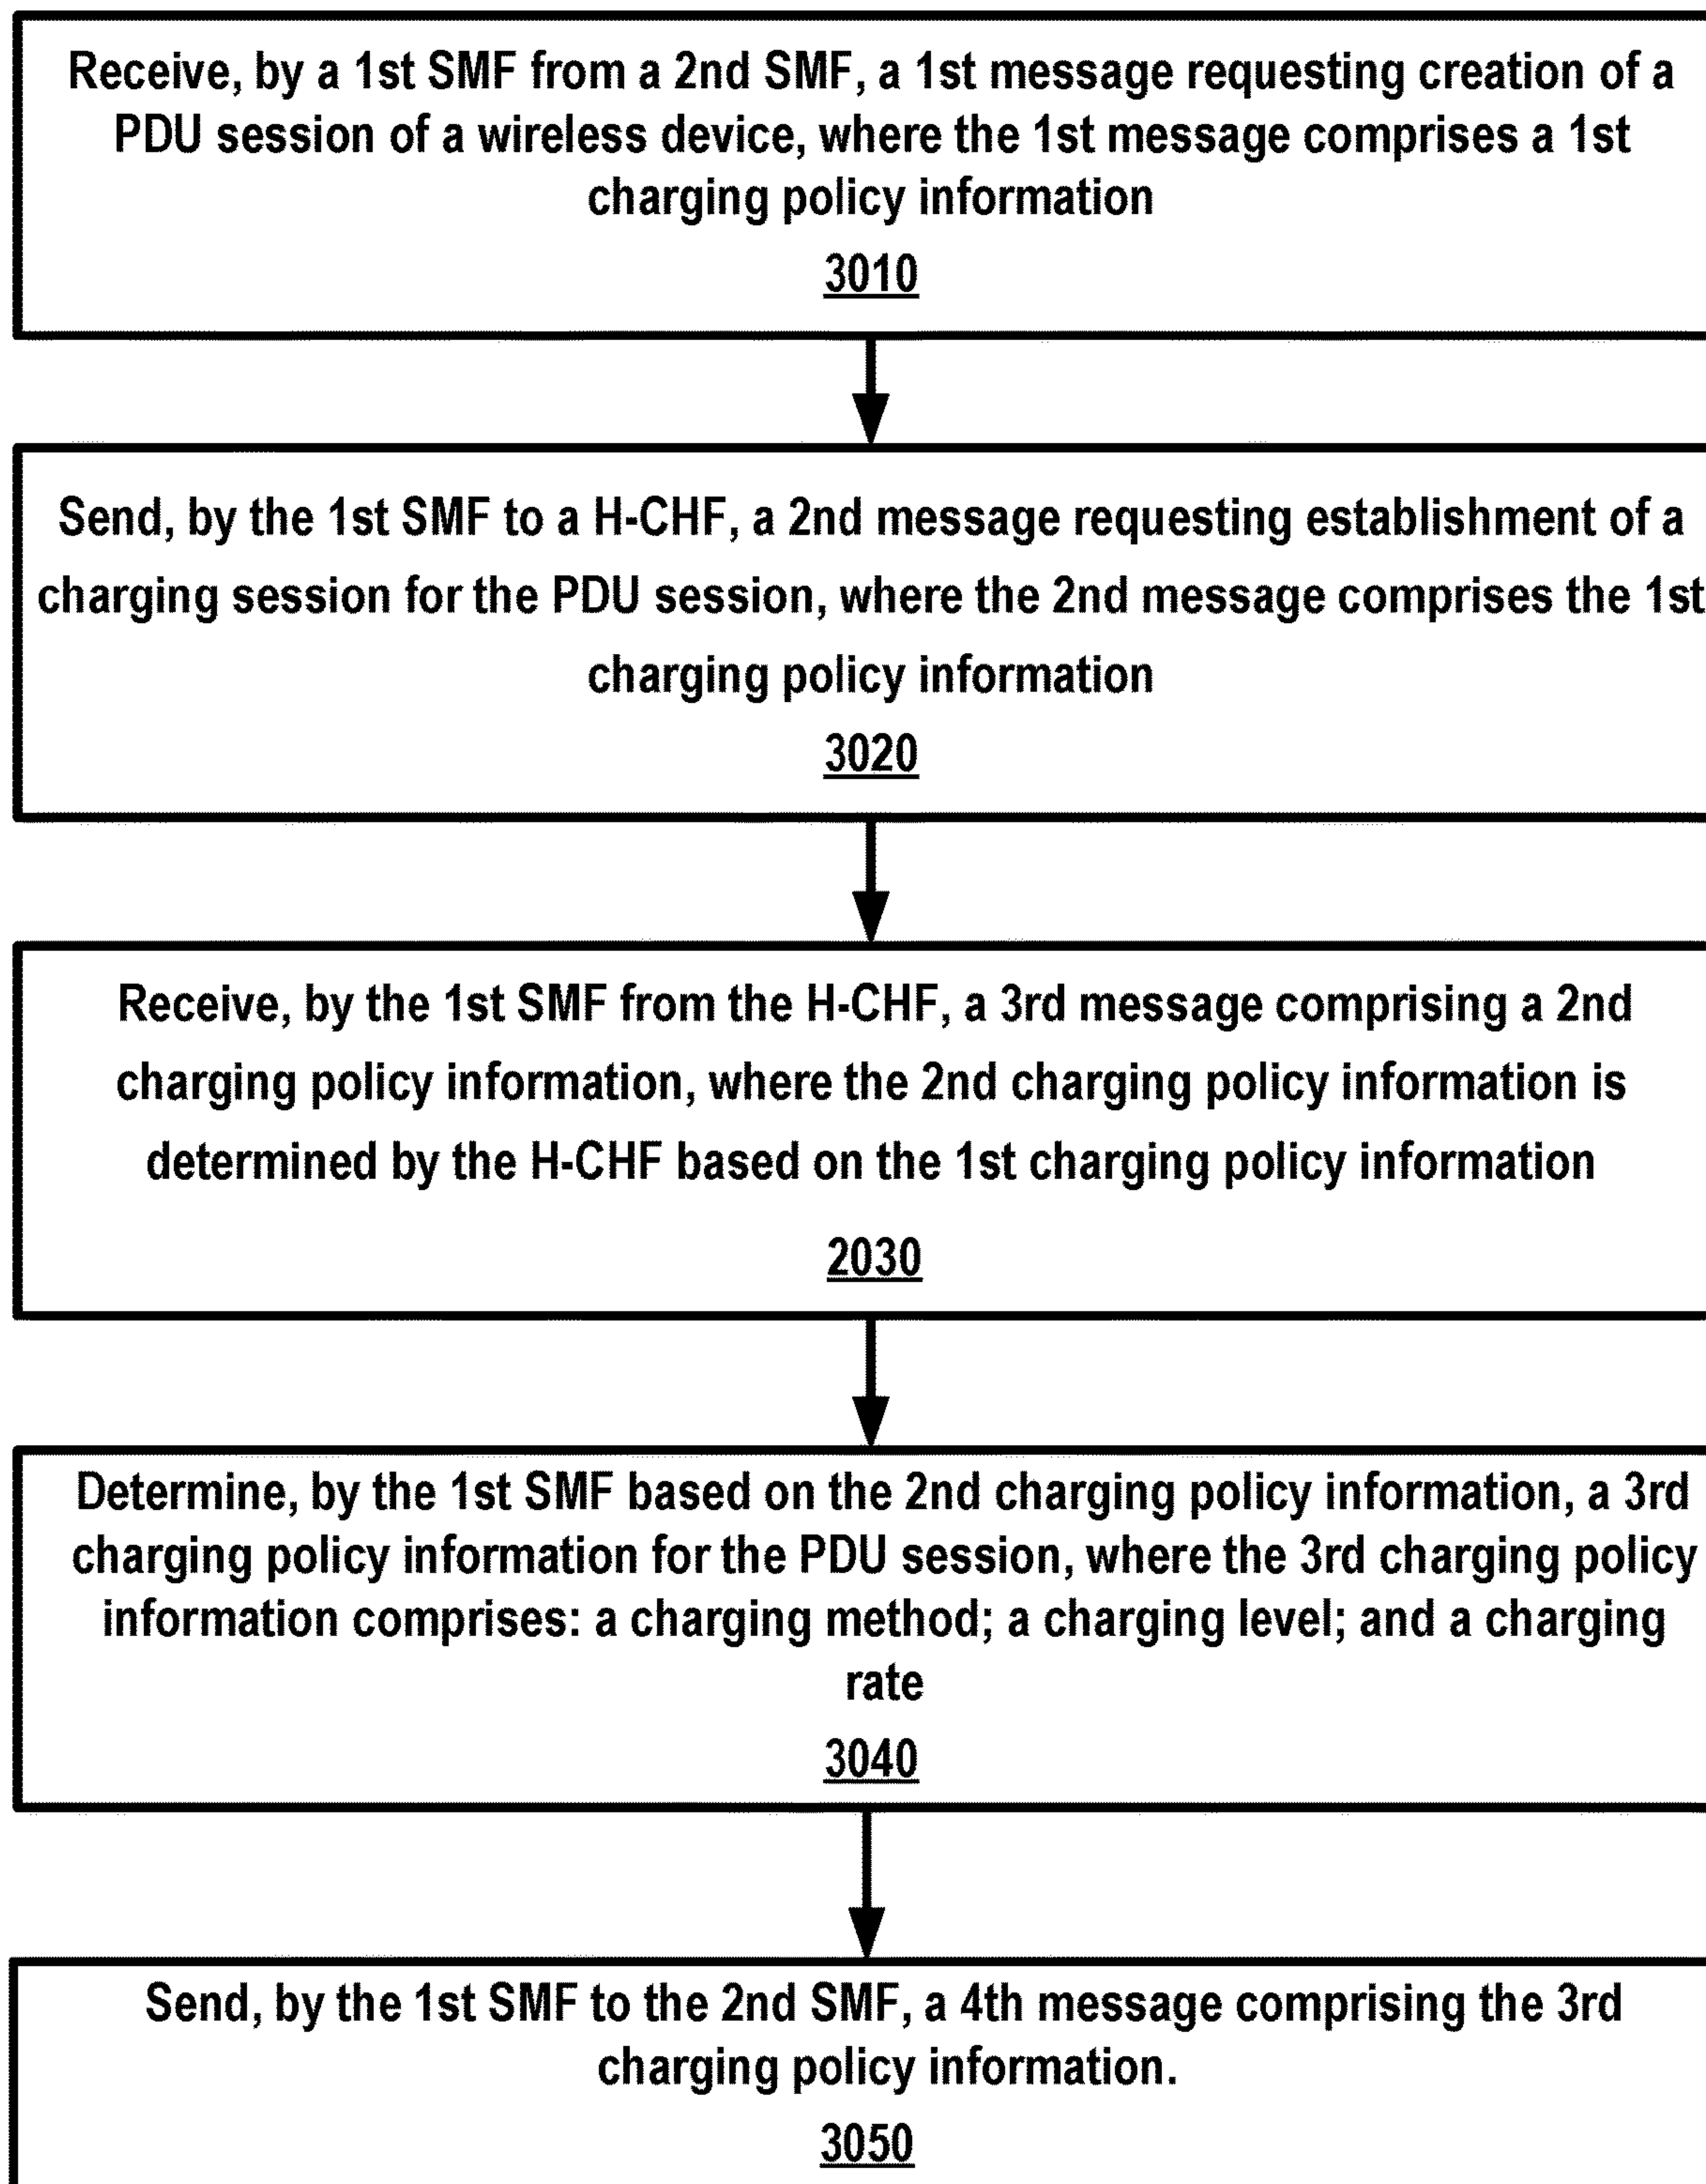 Receive, by a 1st SMF from a 2nd SMF, a 1st message requesting creation of a
PDU session of a wireless device, where the 1st message comprises a 1st
charging policy information
3010
Send, by the 1st SMF to a H-CHF, a 2nd message requesting establishment of a
charging session for the PDU session, where the 2nd message comprises the 1st
charging policy information
3020
Receive, by the 1st SMF from the H-CHF, a 3rd message comprising a 2nd
charging policy information, where the 2nd charging policy information is
determined by the H-CHF based on the 1st charging policy information
2030
Determine, by the 1st SMF based on the 2nd charging policy information, a 3rd
charging policy information for the PDU session, where the 3rd charging policy
information comprises: a charging method; a charging level; and a charging
rate
3040
Send, by the 1st SMF to the 2nd SMF, a 4th message comprising the 3rd
charging policy information.
3050